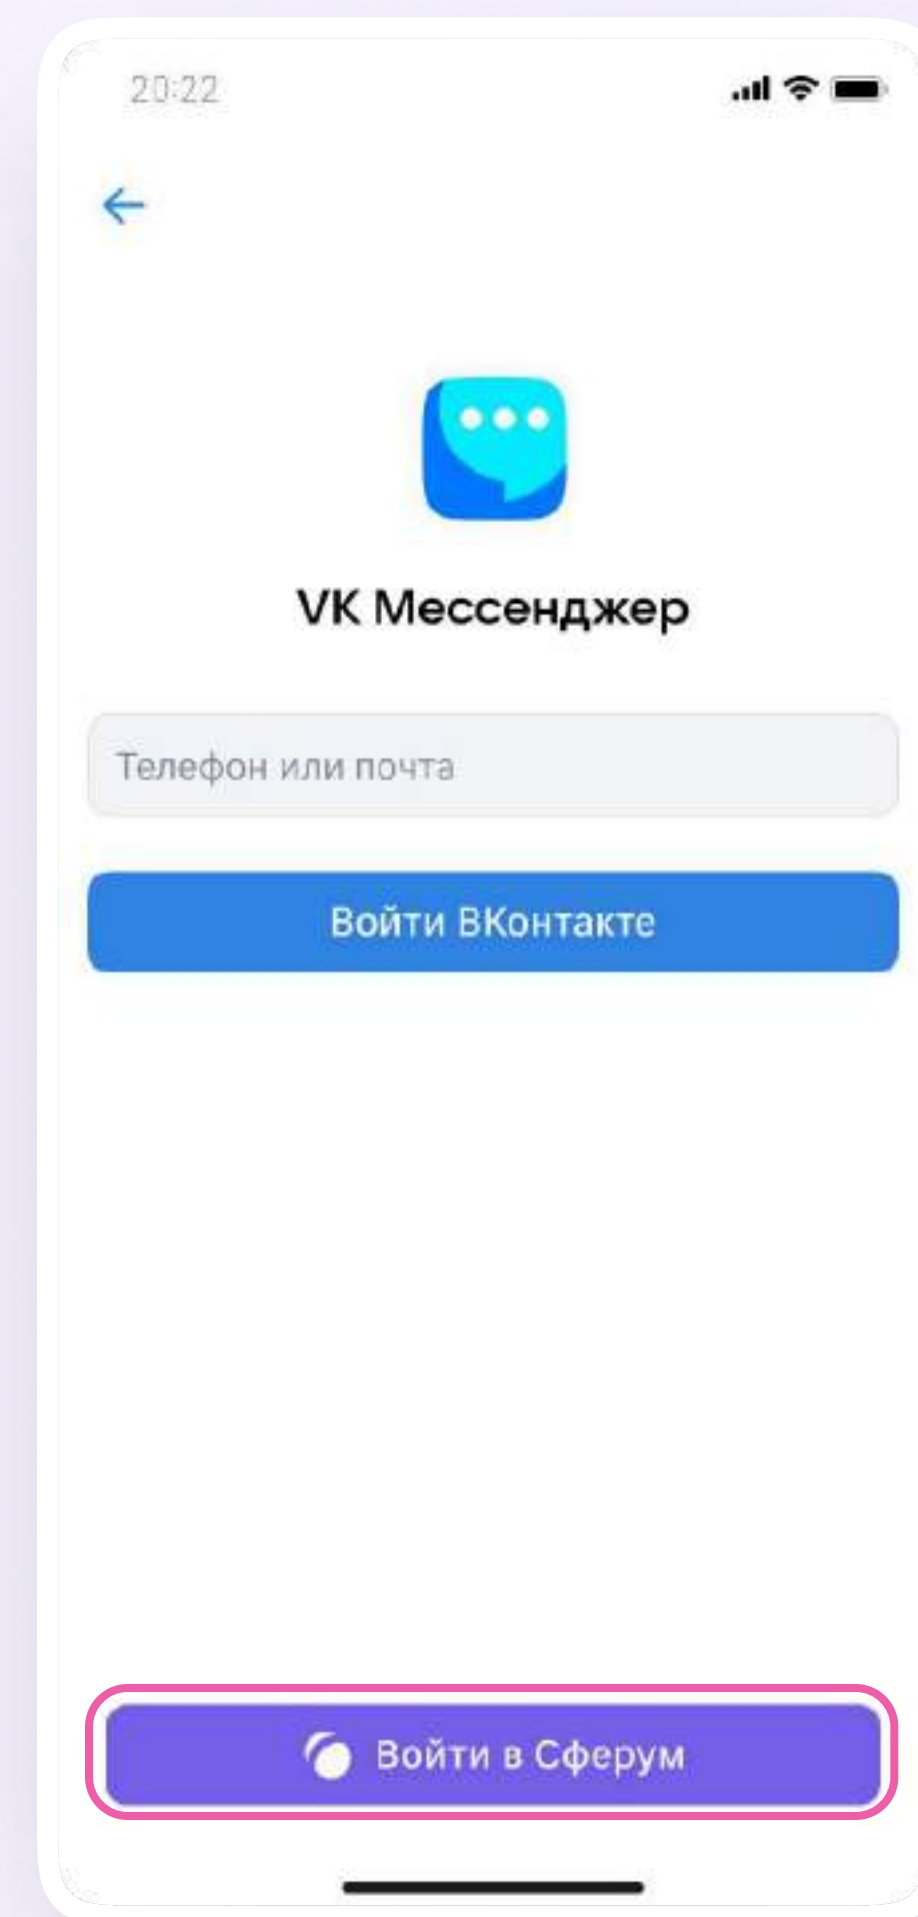 20:22
VK Мессенджер
Телефон или почта
Войти ВКонтакте
Войти в Сферум